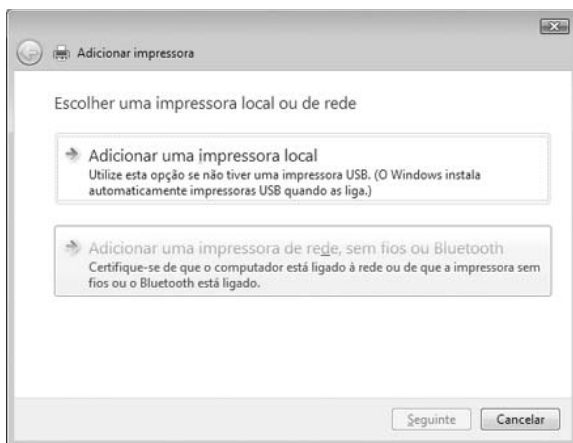 Adicionar impressora
Escolher uma impressora local ou de rede
Adicionar uma impressora local
Utilize esta opção se não tiver uma impressora USB. (O Windows instala
automaticamente impressoras USB quando as liga.)
Adicionar uma impressora de rede, sem fios ou Bluetooth
Certifique-se de que o computador está ligado à rede ou de que a impressora sem
fios ou o Bluetooth está ligado.
Seguinte
Cancelar